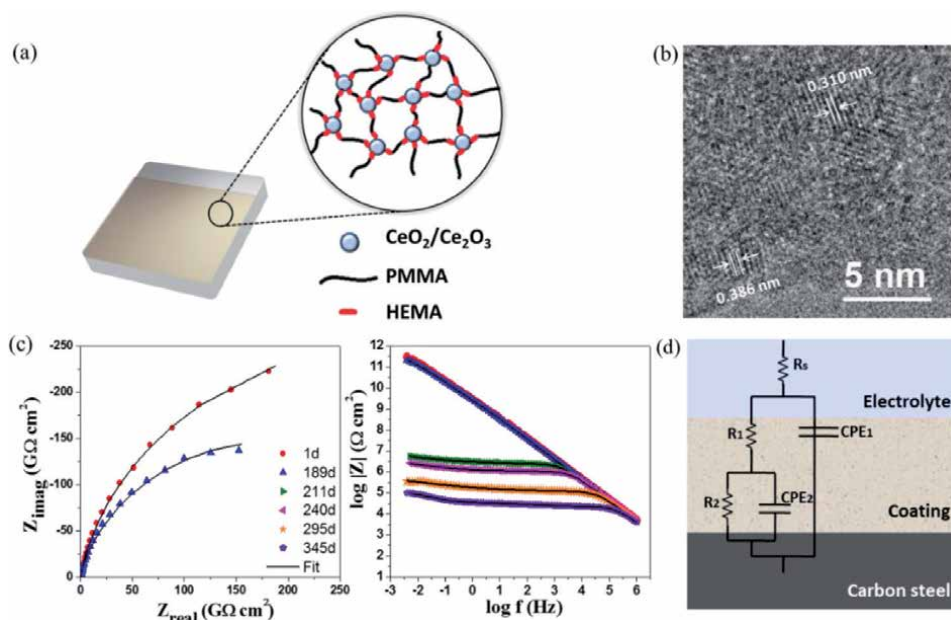 (a)
CeO₂/Ce₂O₃
PMMA
HEMA
(b)
0.310 nm
0.386 nm
5 nm
(c)
-250
-200
-150
-100
-50
0
Z_imag (GΩ cm²)
0 50 100 150 200 250
Z_real (GΩ cm²)
1d
189d
211d
240d
295d
345d
Fit
12
11
10
9
8
7
6
5
4
3
2
1
log |Z| (Ω cm²)
-3 -2 -1 0 1 2 3 4 5 6
log f (Hz)
(d)
Rs
Electrolyte
R₁
CPE₁
R₂
CPE₂
Coating
Carbon steel